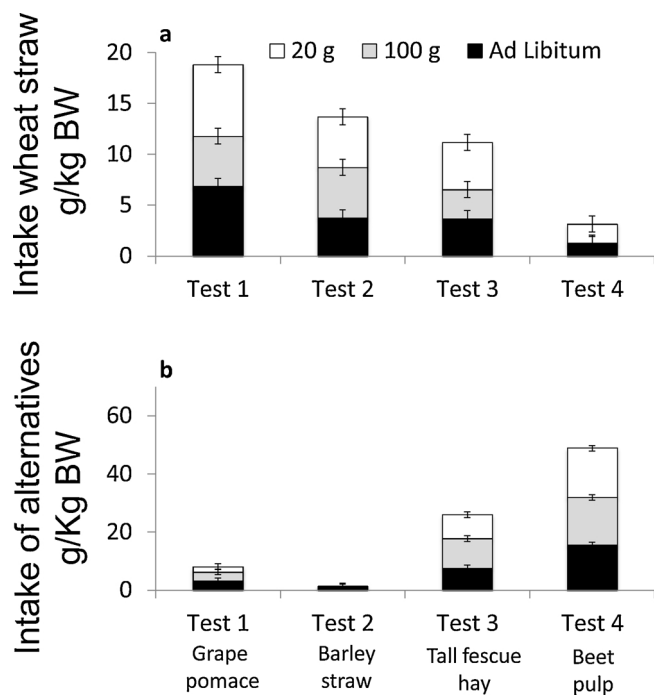 a
20 g
100 g
Ad Libitum
Intake wheat straw
g/kg BW
20
15
10
5
0
Test 1
Test 2
Test 3
Test 4
b
Intake of alternatives
g/Kg BW
60
40
20
0
Test 1
Test 2
Test 3
Test 4
Grape
pomace
Barley
straw
Tall fescue
hay
Beet
pulp